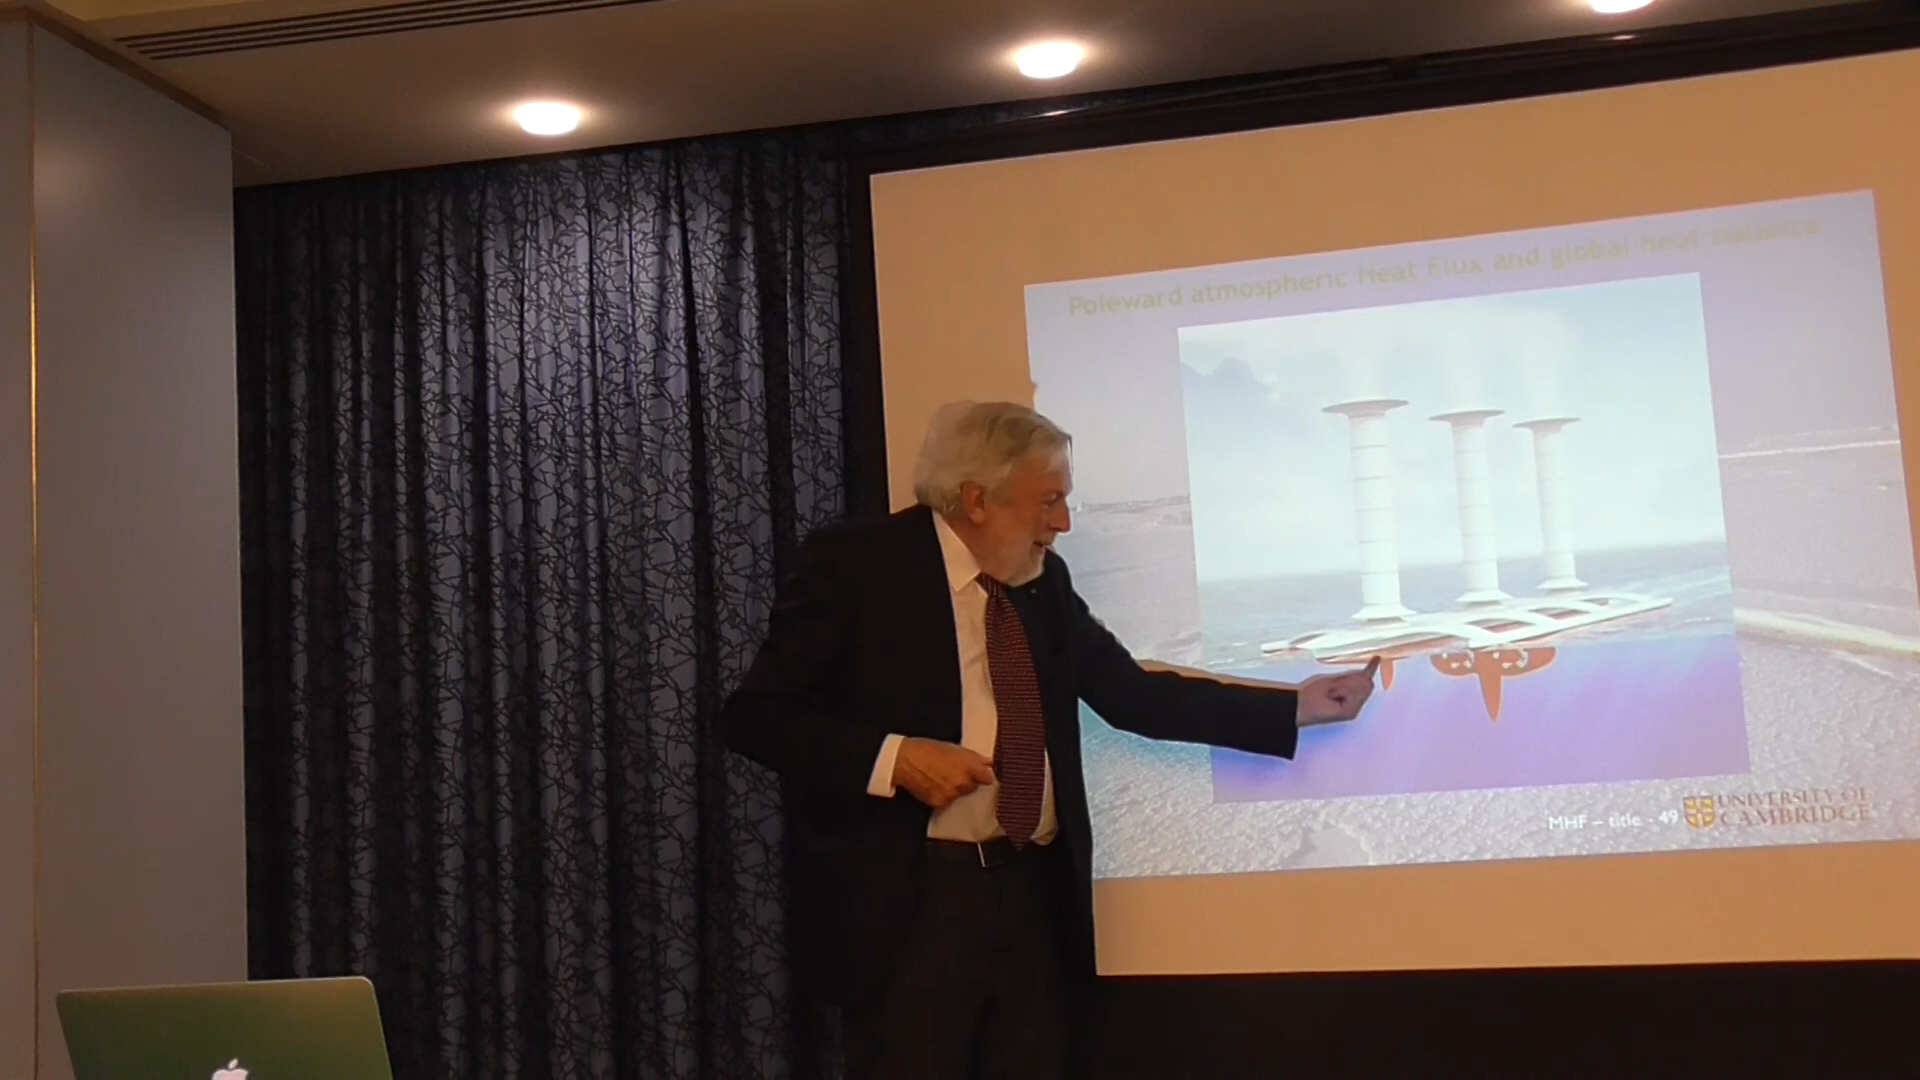 Poleward atmospheric Heat Flux and global heat balance
MHF – title - 49
UNIVERSITY OF
CAMBRIDGE